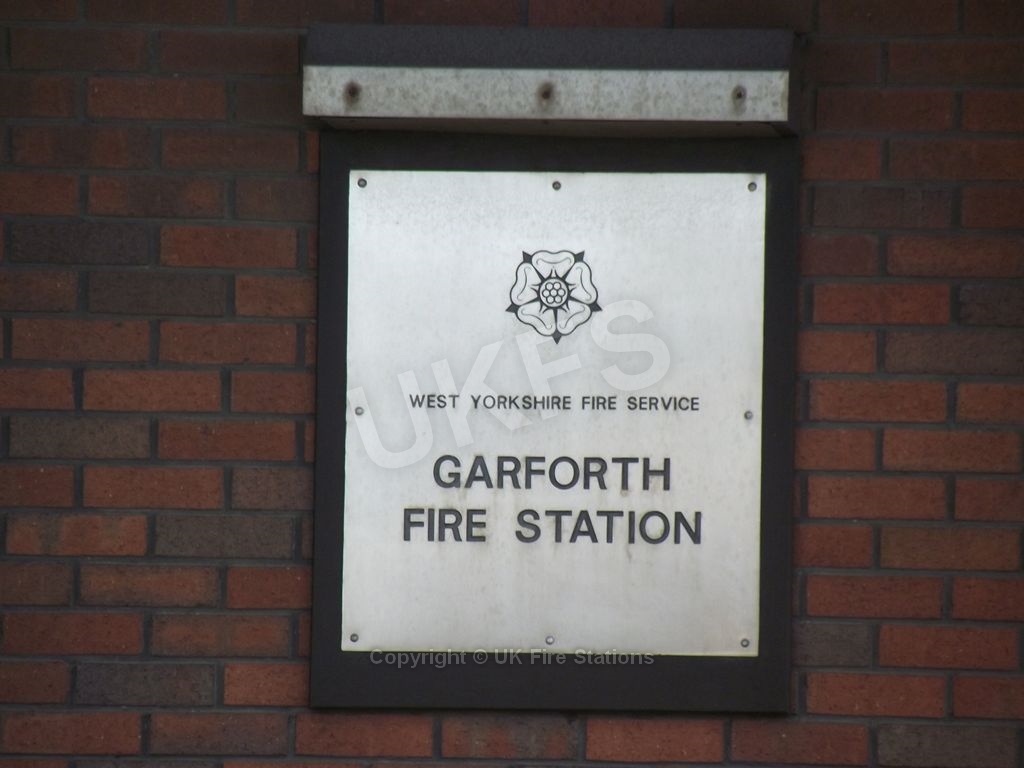 UKFS
WEST YORKSHIRE FIRE SERVICE
GARFORTH
FIRE STATION
Copyright © UK Fire Stations